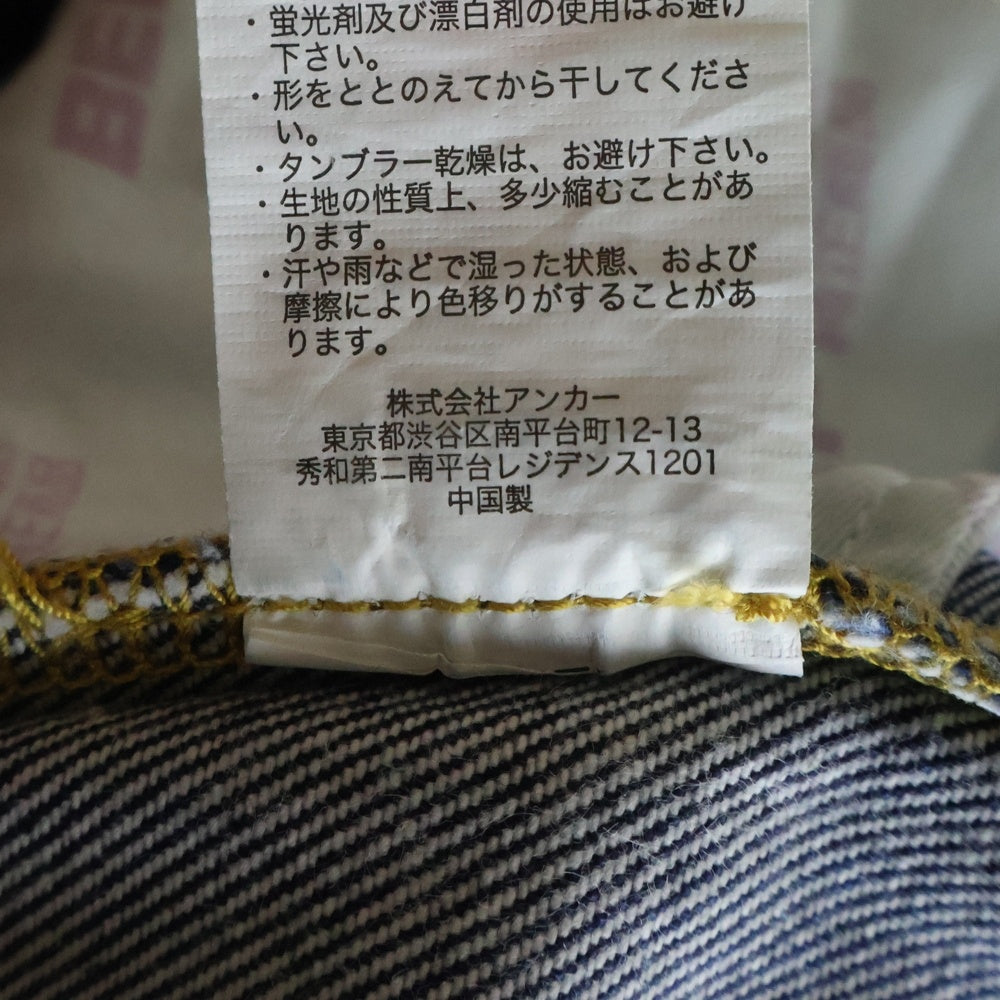 ・蛍光剤及び漂白剤の使用はお避け
下さい。
・形をととのえてから干してくださ
い。
・タンブラー乾燥は、お避け下さい。
・生地の性質上、多少縮むことがあ
ります。
・汗や雨などで湿った状態、および
摩擦により色移りがすることがあ
ります。
株式会社アンカー
東京都渋谷区南平台町12-13
秀和第二南平台レジデンス1201
中国製